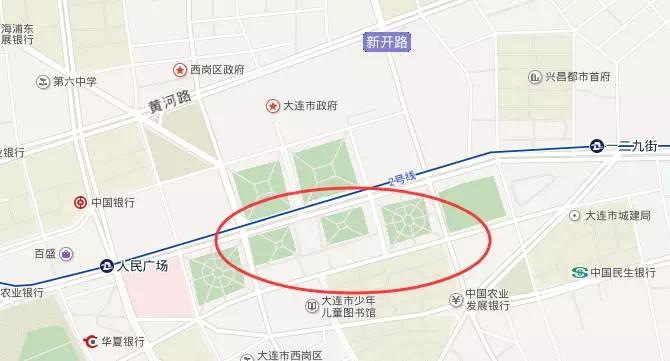 海浦东
展银行
新开路
西岗区政府
第六中学
兴昌都市首府
黄河路
大连市政府
一二九街
业银行
2号线
中国银行
大连市城建局
百盛
人民广场
中国民生银行
农业银行
大连市少年
儿童图书馆
中国农业
发展银行
华夏银行
大连市西岗区